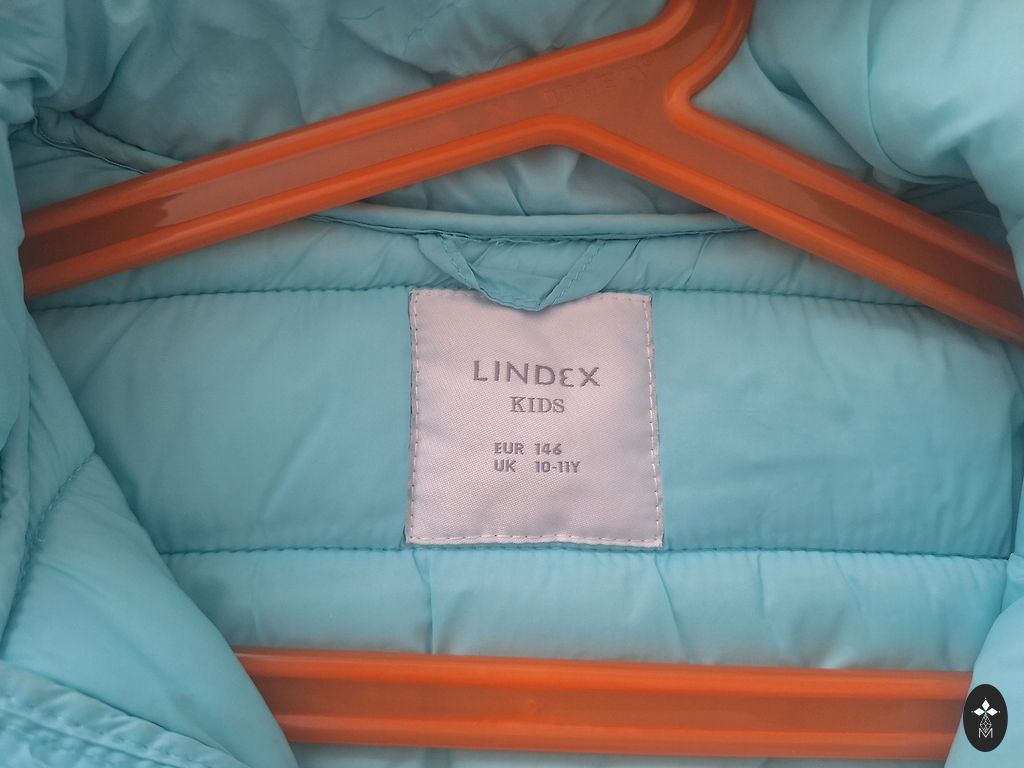 LINDEX
KIDS
EUR 146
UK 10-11Y